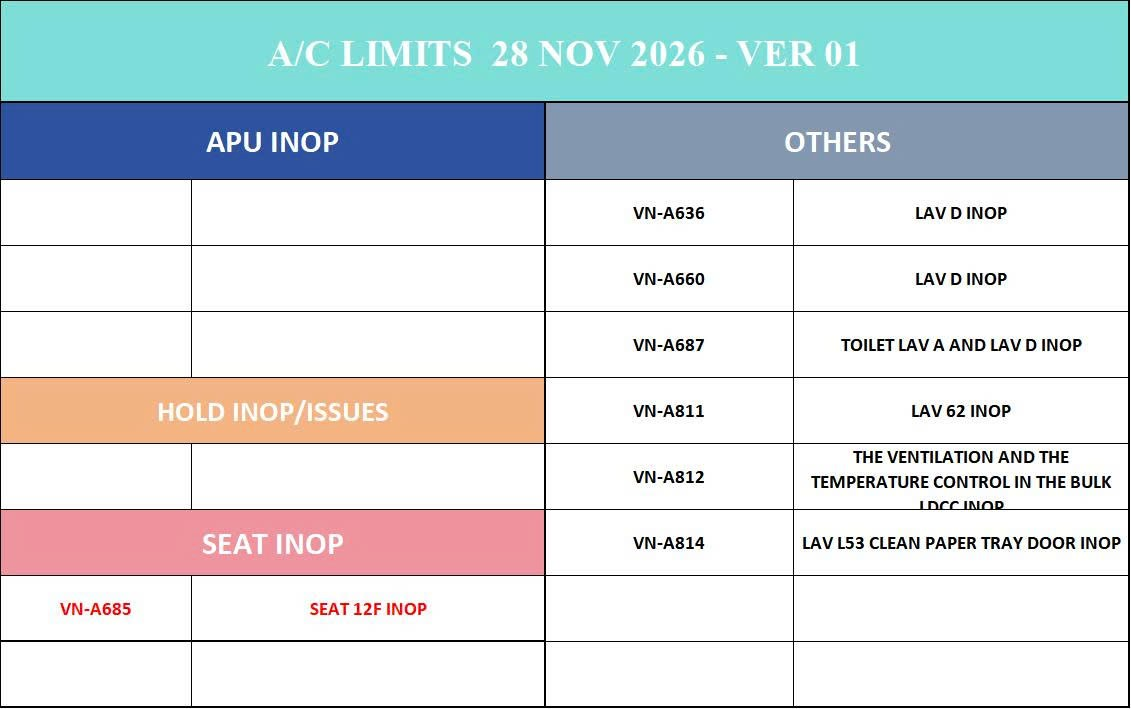 A/C LIMITS  28 NOV 2026 - VER 01
APU INOP
OTHERS
VN-A636
LAV D INOP
VN-A660
LAV D INOP
VN-A687
TOILET LAV A AND LAV D INOP
HOLD INOP/ISSUES
VN-A811
LAV 62 INOP
VN-A812
THE VENTILATION AND THE
TEMPERATURE CONTROL IN THE BULK
LDCC INOP
SEAT INOP
VN-A814
LAV L53 CLEAN PAPER TRAY DOOR INOP
VN-A685
SEAT 12F INOP